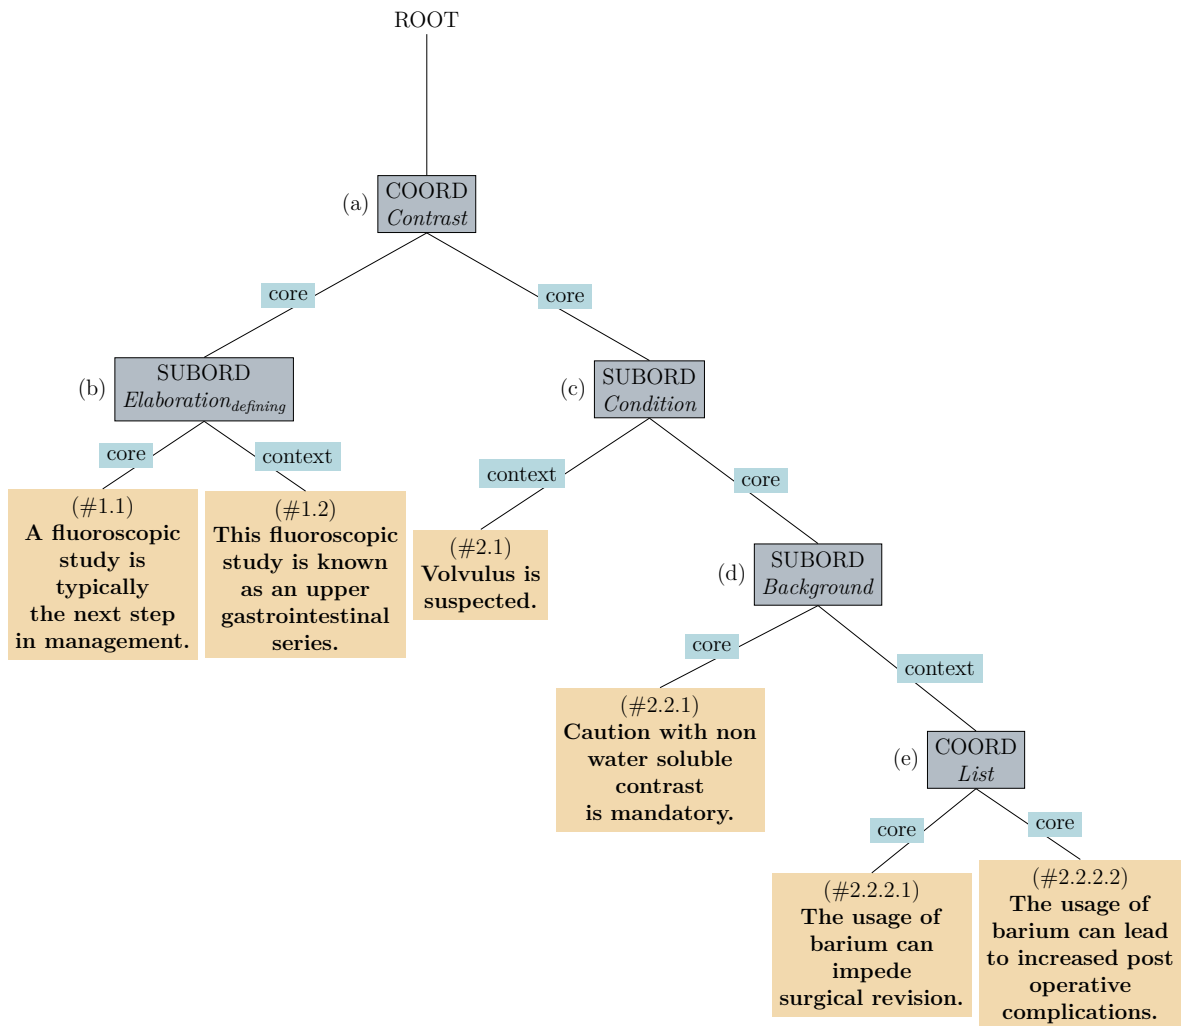 ROOT
(a)
COORD
Contrast
core
core
(b)
SUBORD
Elaboration_defining
(c)
SUBORD
Condition
core
context
context
core
(#1.1)
A fluoroscopic
study is
typically
the next step
in management.
(#1.2)
This fluoroscopic
study is known
as an upper
gastrointestinal
series.
(#2.1)
Volvulus is
suspected.
(d)
SUBORD
Background
core
context
(#2.2.1)
Caution with non
water soluble
contrast
is mandatory.
(e)
COORD
List
core
core
(#2.2.2.1)
The usage of
barium can
impede
surgical revision.
(#2.2.2.2)
The usage of
barium can lead
to increased post
operative
complications.